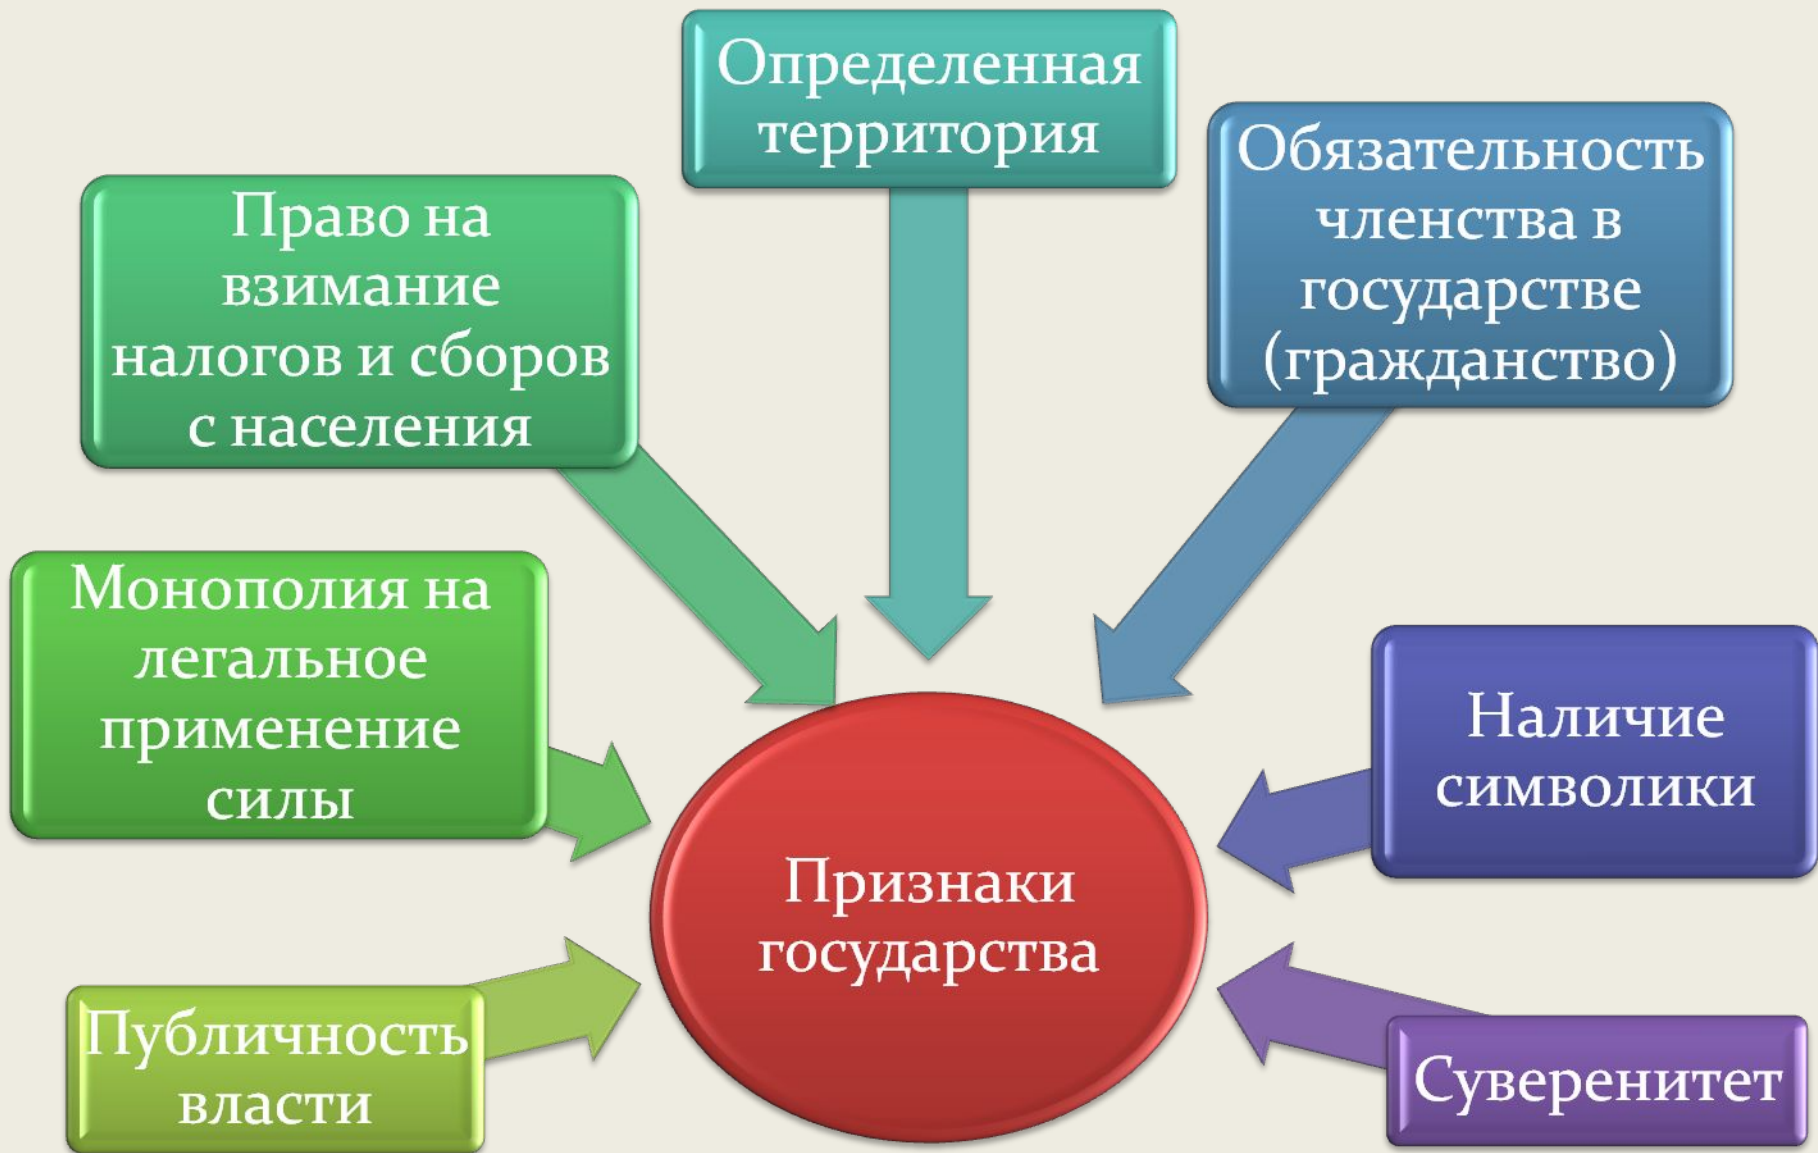 Определенная
территория
Обязательность
членства в
государстве
(гражданство)
Право на
взимание
налогов и сборов
с населения
Монополия на
легальное
применение
силы
Наличие
символики
Признаки
государства
Публичность
власти
Суверенитет